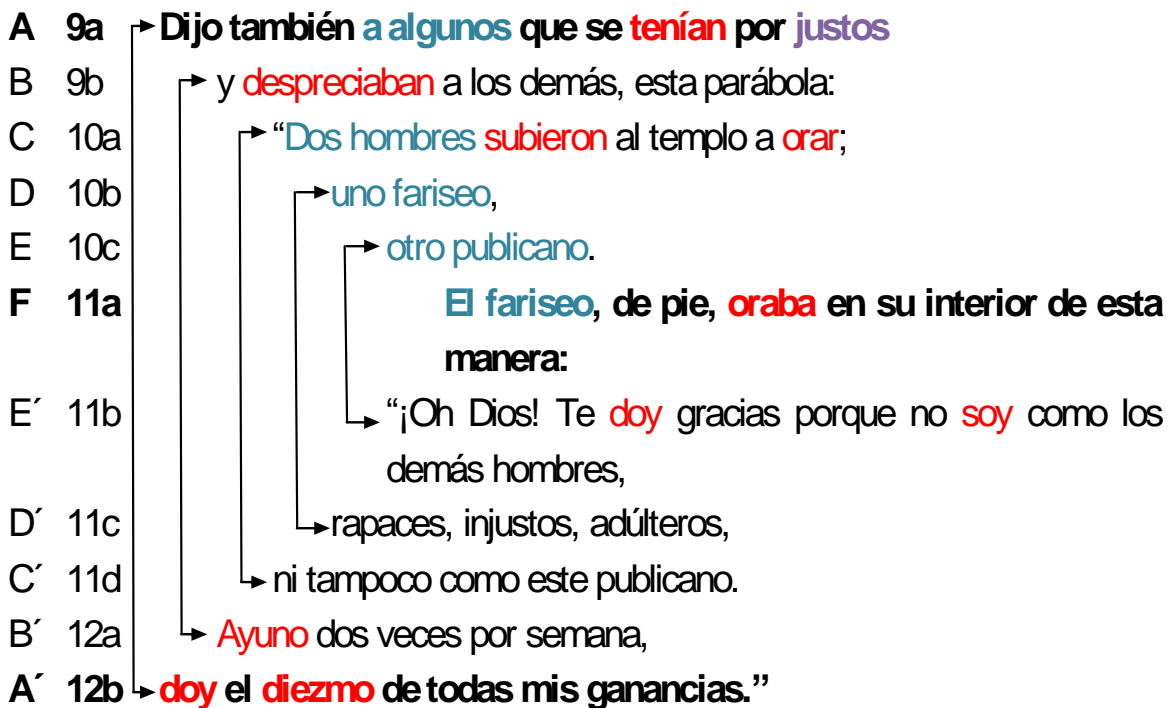 A 9a Dijo también a algunos que se tenían por justos
B 9b y despreciaban a los demás, esta parábola:
C 10a “Dos hombres subieron al templo a orar;
D 10b uno fariseo,
E 10c otro publicano.
F 11a El fariseo, de pie, oraba en su interior de esta
manera:
E´ 11b “¡Oh Dios! Te doy gracias porque no soy como los
demás hombres,
D´ 11c rapaces, injustos, adúlteros,
C´ 11d ni tampoco como este publicano.
B´ 12a Ayuno dos veces por semana,
A´ 12b doy el diezmo de todas mis ganancias.”